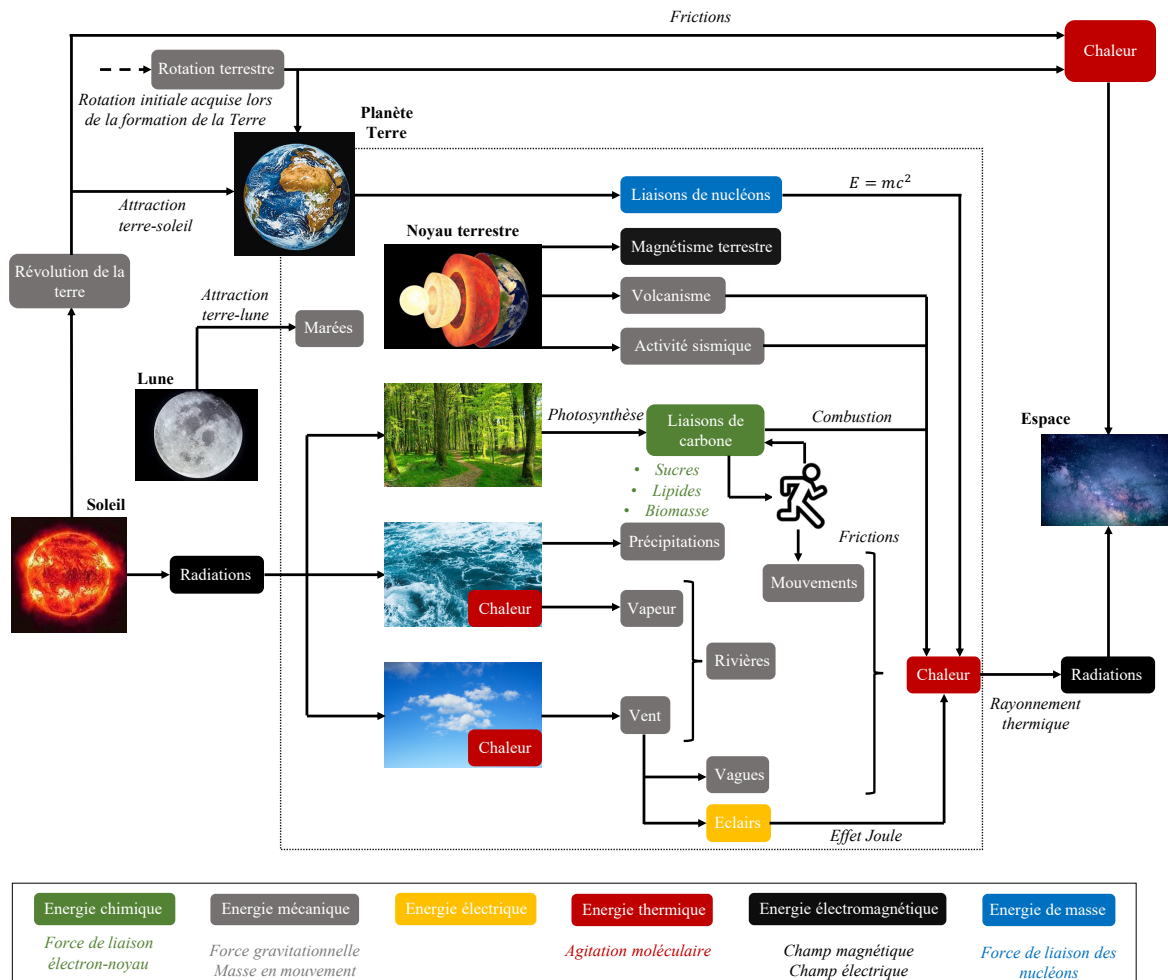 Frictions
Chaleur
Rotation terrestre
Rotation initiale acquise lors
de la formation de la Terre
Planète
Terre
Attraction
terre-soleil
Liaisons de nucléons
E = mc²
Noyau terrestre
Magnétisme terrestre
Révolution de la
terre
Attraction
terre-lune
Marées
Volcanisme
Activité sismique
Lune
Photosynthèse
Liaisons de
carbone
Combustion
• Sucres
• Lipides
• Biomasse
Espace
Soleil
Radiations
Précipitations
Frictions
Mouvements
Chaleur
Vapeur
Rivières
Chaleur
Radiations
Rayonnement
thermique
Vent
Chaleur
Vagues
Eclairs
Effet Joule
Energie chimique
Energie mécanique
Energie électrique
Energie thermique
Energie électromagnétique
Energie de masse
Force de liaison
électron-noyau
Force gravitationnelle
Masse en mouvement
Agitation moléculaire
Champ magnétique
Champ électrique
Force de liaison des
nucléons